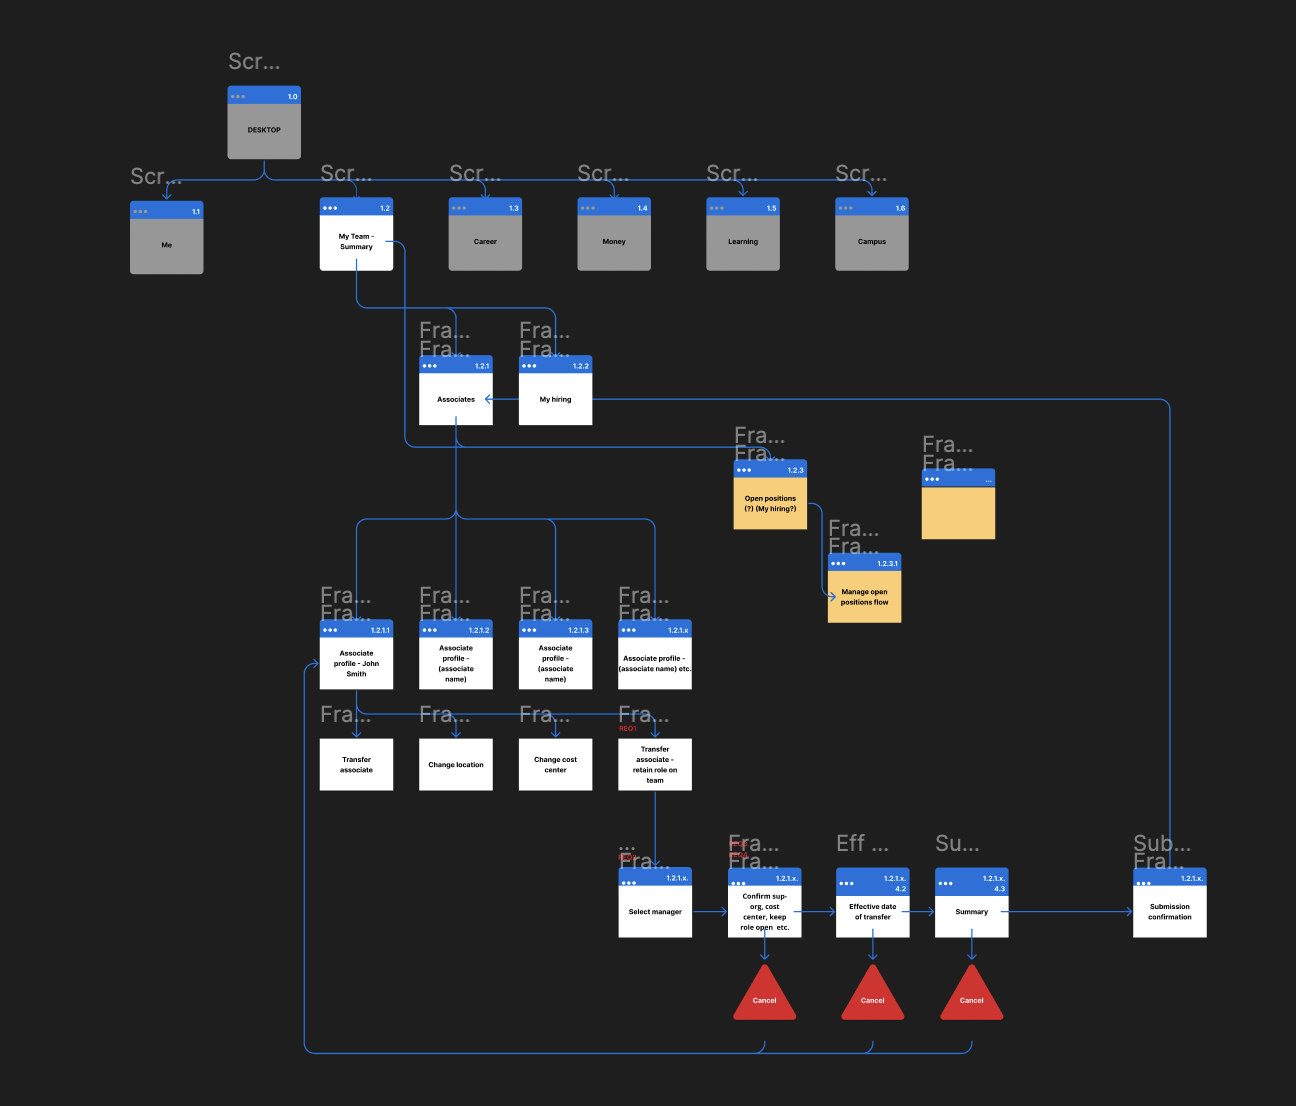 Scr...
1.0
DESKTOP
Scr...
Scr...
Scr...
Scr...
Scr...
Scr...
1.1
1.2
1.3
1.4
1.5
1.6
Me
My Team -
Summary
Career
Money
Learning
Campus
Fra...
Fra...
Fra...
Fra...
1.2.1
1.2.2
Associates
My hiring
Fra...
Fra...
1.2.3
Open positions
(?) (My hiring?)
Fra...
Fra...
...
Fra...
Fra...
1.2.3.1
Manage open
positions flow
Fra...
Fra...
Fra...
Fra...
Fra...
Fra...
Fra...
Fra...
1.2.1.1
1.2.1.2
1.2.1.3
1.2.1.x
Associate
profile - John
Smith
Associate
profile -
(associate
name)
Associate
profile -
(associate
name)
Associate profile -
(associate name) etc.
Fra...
Fra...
Fra...
Fra...
REQ1
Transfer
associate
Change location
Change cost
center
Transfer
associate -
retain role on
team
...
Fra...
1.2.1.x.
Select manager
Fra...
Fra...
1.2.1.x.
Confirm sup-
org, cost
center, keep
role open etc.
Eff ...
1.2.1.x.
4.2
Effective date
of transfer
Su...
1.2.1.x.
4.3
Summary
Sub...
Fra...
1.2.1.x.
Submission
confirmation
Cancel
Cancel
Cancel